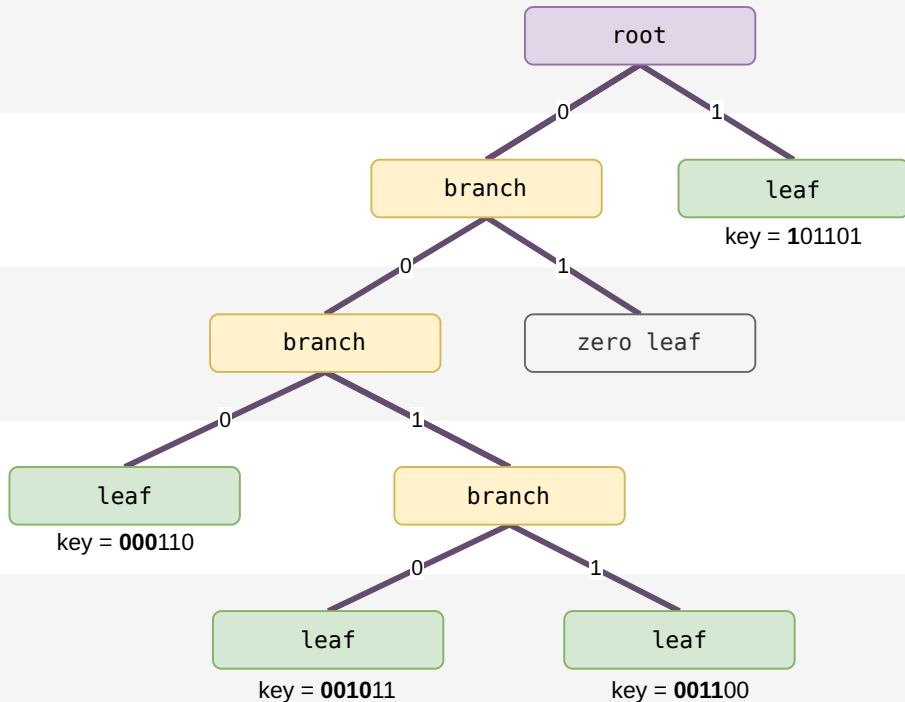 root
0
1
branch
leaf
key = 101101
0
1
branch
zero leaf
0
1
leaf
branch
key = 000110
0
1
leaf
leaf
key = 001011
key = 001100